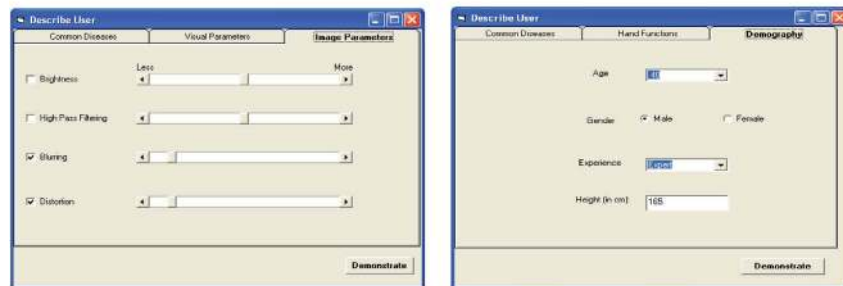 Describe User
Common Diseases Visual Parameters Image Parameters
Less More
Brightness
High Pass Filtering
Blurring
Distortion
Demonstrate
Describe User
Common Diseases Hand Functions Demography
Age
Gender Male Female
Experience Expert
Height (in cm) 165
Demonstrate